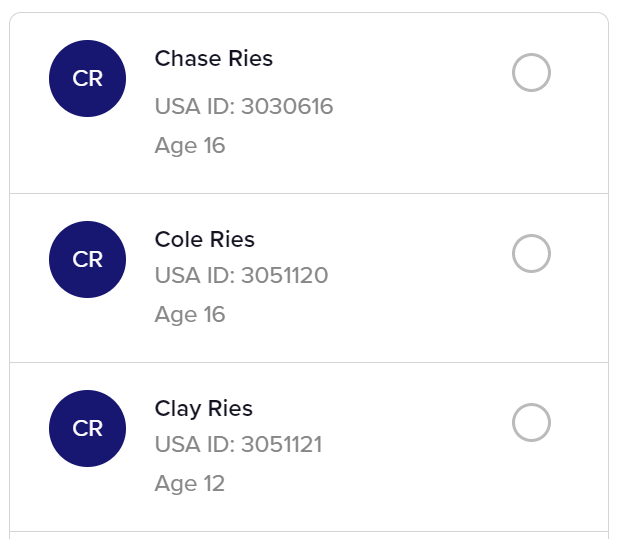 CR
Chase Ries
USA ID: 3030616
Age 16
CR
Cole Ries
USA ID: 3051120
Age 16
CR
Clay Ries
USA ID: 3051121
Age 12